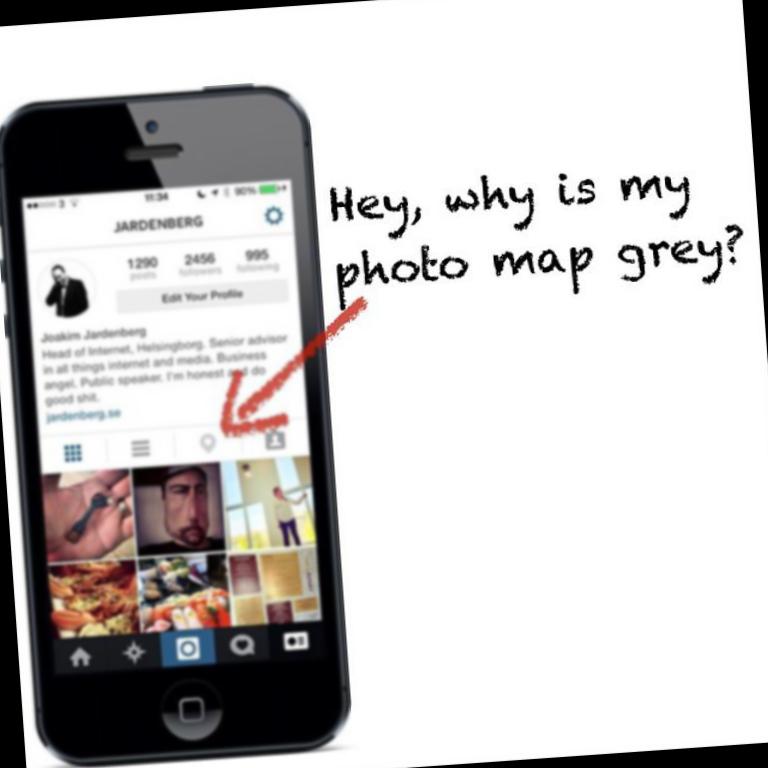 Hey, why is my
photo map grey?
3 11:34 90%
JARDENBERG
1290 2456 995
posts followers following
Edit Your Profile
Joakim Jardenberg
Head of Internet, Helsingborg. Senior advisor
in all things internet and media. Business
angel. Public speaker. I'm honest and do
good shit.
jardenberg.se